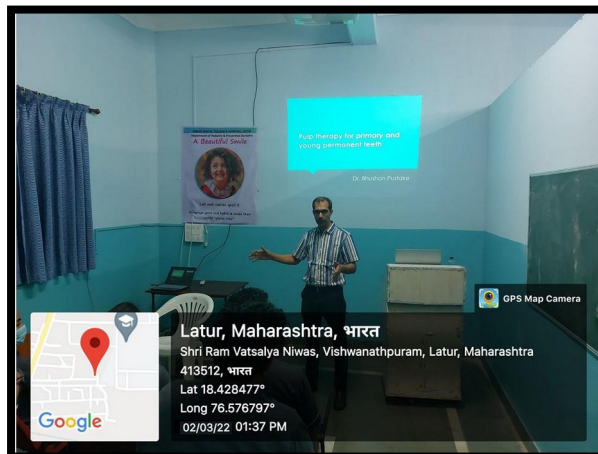 A Beautiful Smile
Pulp therapy for primary and
young permanent teeth
Dr. Bhushan Pustake
GPS Map Camera
Latur, Maharashtra, भारत
Shri Ram Vatsalya Niwas, Vishwanathpuram, Latur, Maharashtra
413512, भारत
Lat 18.428477°
Long 76.576797°
02/03/22 01:37 PM
Google